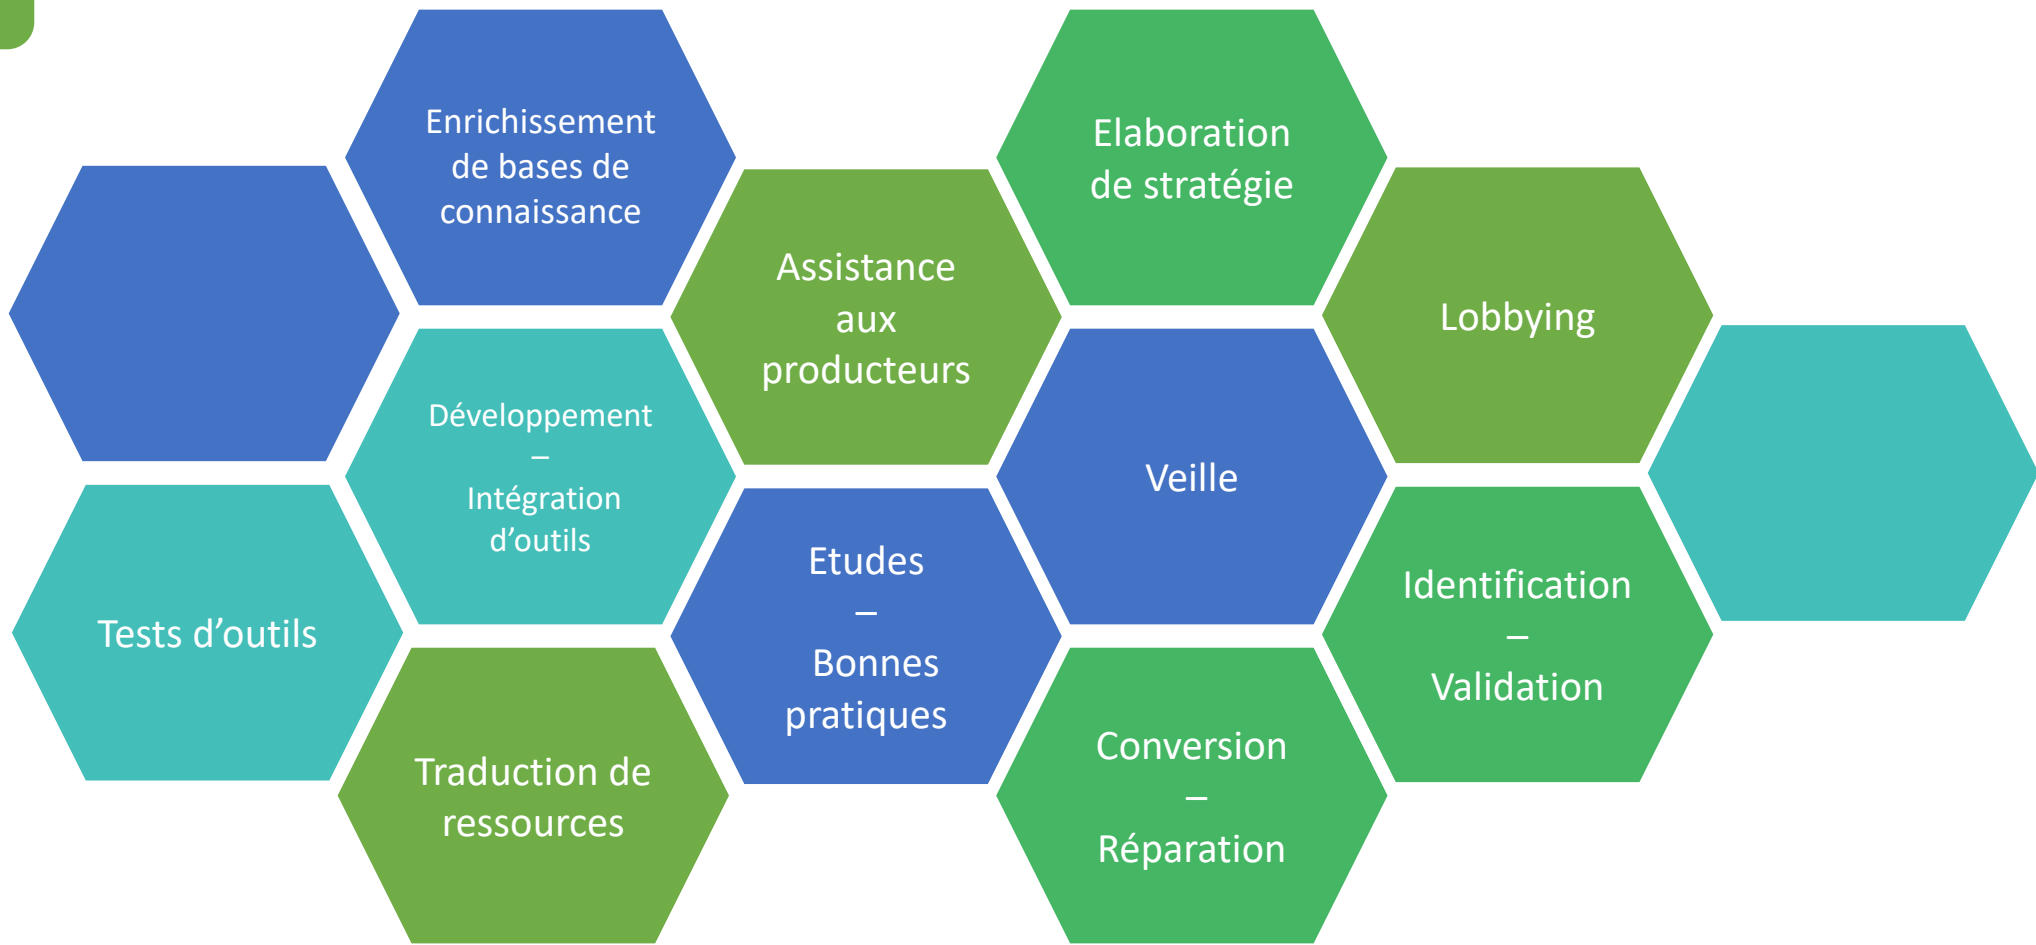 Enrichissement
de bases de
connaissance
Elaboration
de stratégie
Assistance
aux
producteurs
Lobbying
Développement
–
Intégration
d’outils
Veille
Tests d’outils
Etudes
–
Bonnes
pratiques
Identification
–
Validation
Traduction de
ressources
Conversion
–
Réparation